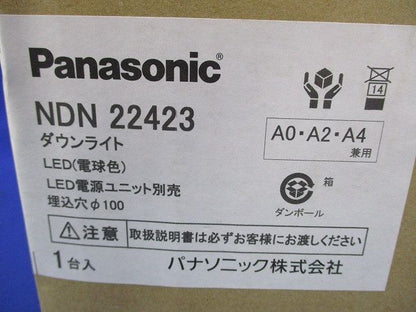 Panasonic®
NDN 22423
ダウンライト
LED(電球色)
LED電源ユニット別売
埋込穴φ100
14
A0・A2・A4
兼用
箱
ダンボール
注意 取扱説明書は必ずお客様にお渡しください
1台入 パナソニック株式会社